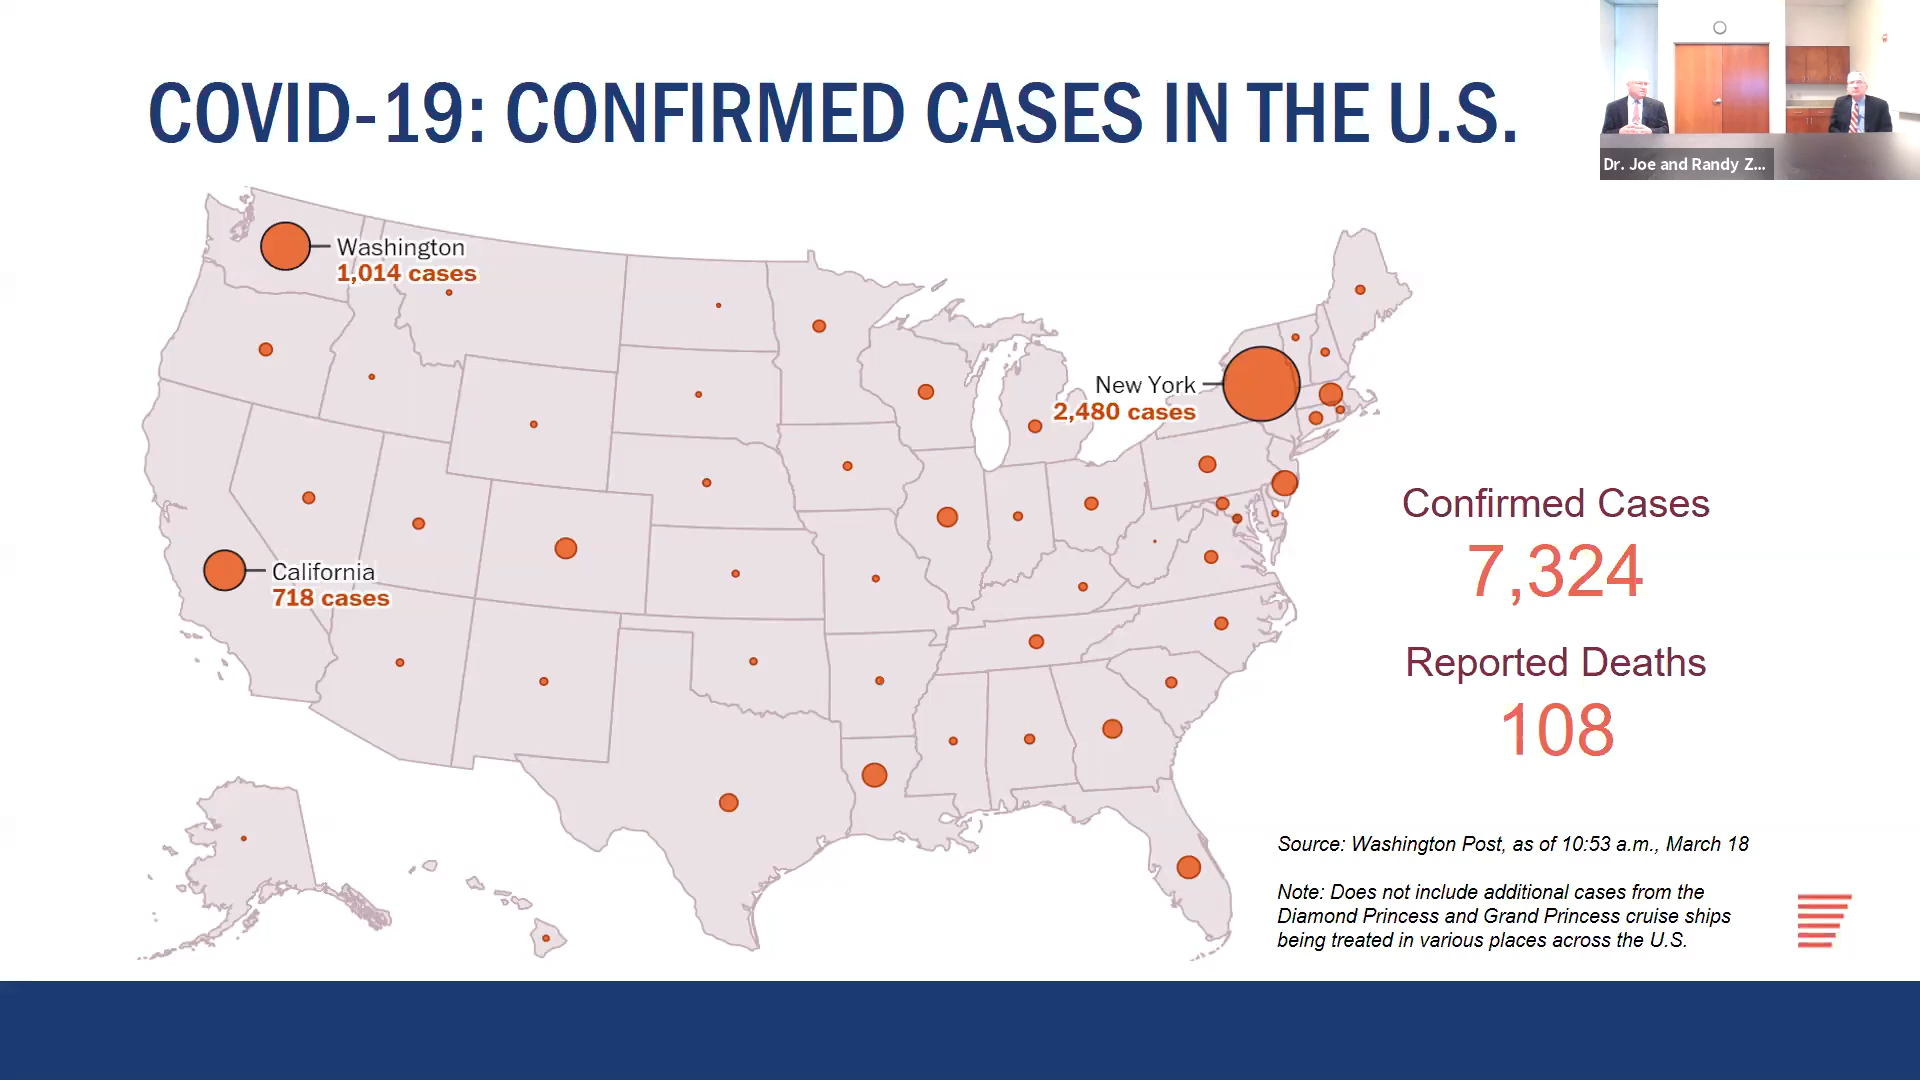 COVID-19: CONFIRMED CASES IN THE U.S.
Dr. Joe and Randy Z...
Washington
1,014 cases
New York
2,480 cases
California
718 cases
Confirmed Cases
7,324
Reported Deaths
108
Source: Washington Post, as of 10:53 a.m., March 18
Note: Does not include additional cases from the
Diamond Princess and Grand Princess cruise ships
being treated in various places across the U.S.